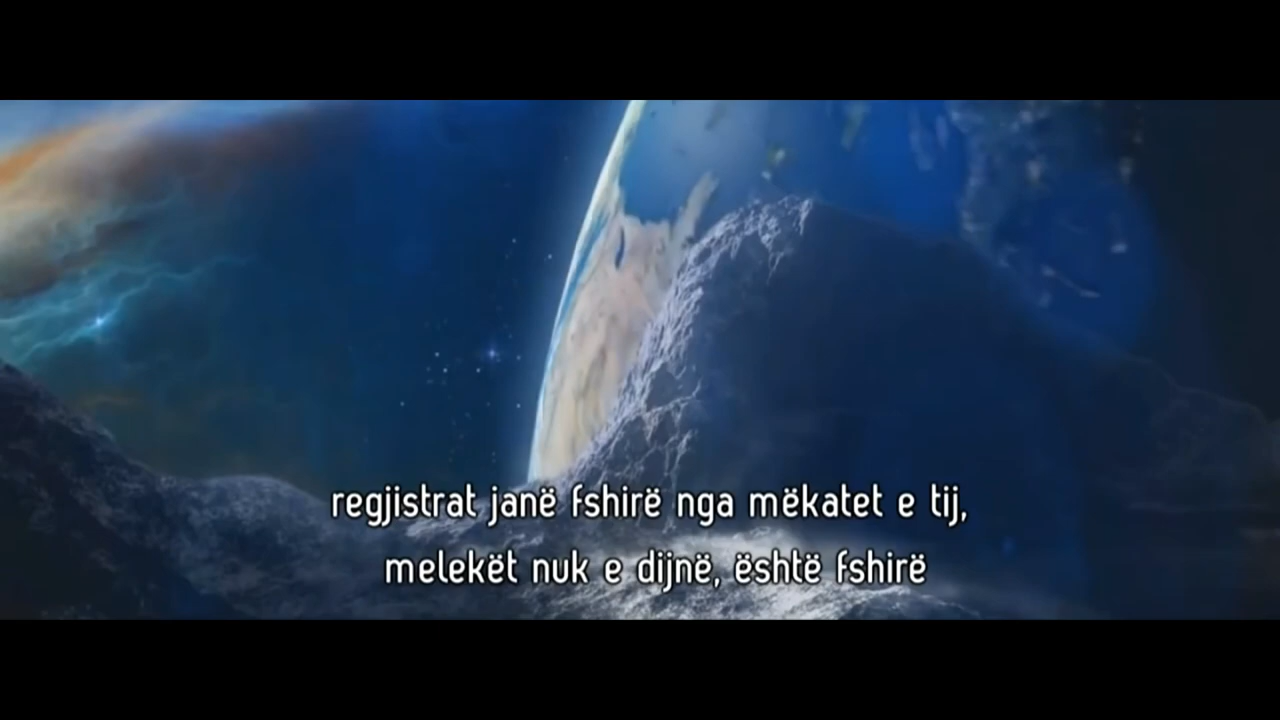 regjistrat janë fshirë nga mëkatet e tij,
melekët nuk e dijnë, është fshirë